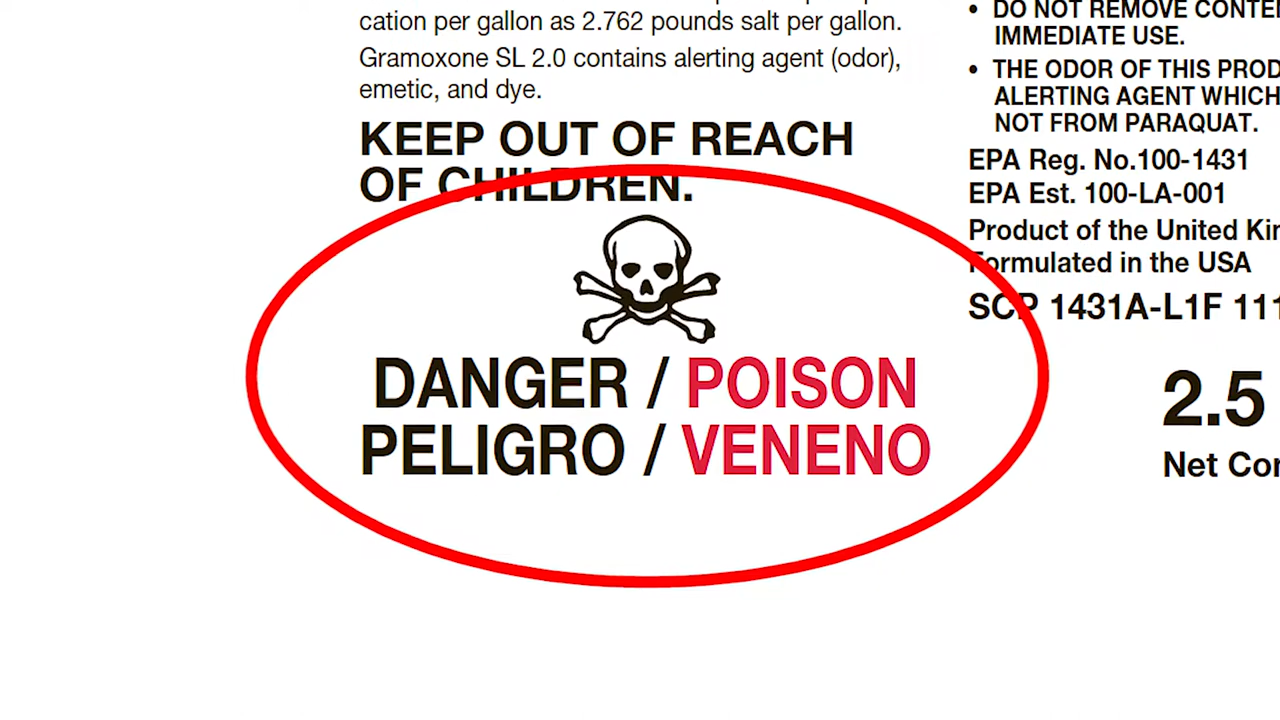 cation per gallon as 2.762 pounds salt per gallon.
Gramoxone SL 2.0 contains alerting agent (odor),
emetic, and dye.
KEEP OUT OF REACH
OF CHILDREN.
DANGER / POISON
PELIGRO / VENENO
• DO NOT REMOVE
IMMEDIATE USE.
• THE ODOR OF THIS
ALERTING AGENT WHICH
NOT FROM PARAQUAT.
EPA Reg. No.100-1431
EPA Est. 100-LA-001
Product of the United
Formulated in the USA
SCP 1431A-L1F
2.5
Net